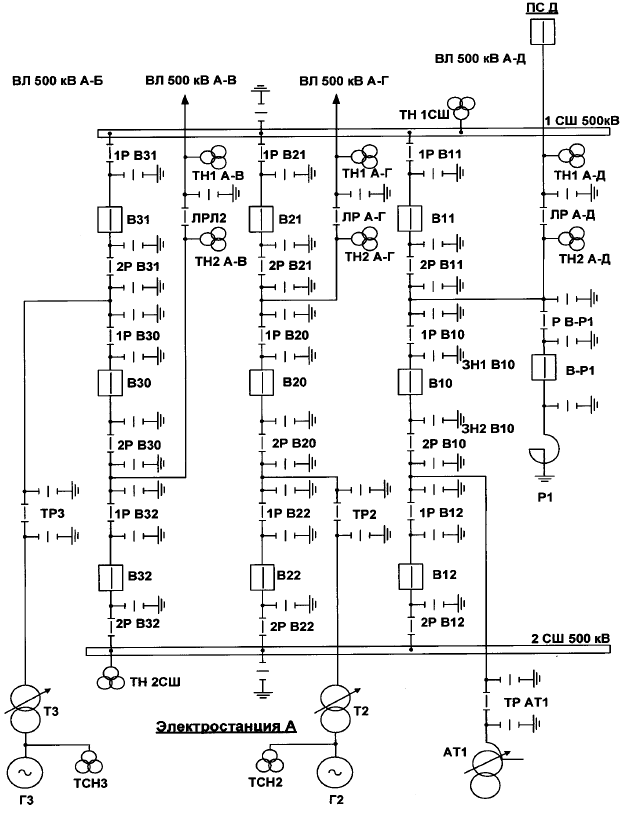 ПС Д
ВЛ 500 кВ А-Д
ВЛ 500 кВ А-Б
ВЛ 500 кВ А-В
ВЛ 500 кВ А-Г
ТН 1СШ
1 СШ 500кВ
1Р В31
ТН1 А-В
1Р В21
ТН1 А-Г
1Р В11
ТН1 А-Д
В31
ЛРЛ2
В21
ЛР А-Г
В11
ЛР А-Д
2Р В31
ТН2 А-В
2Р В21
ТН2 А-Г
2Р В11
ТН2 А-Д
1Р В30
1Р В20
1Р В10
Р В-Р1
ЗН1 В10
В30
В20
В10
В-Р1
2Р В30
2Р В20
ЗН2 В10
2Р В10
Р1
ТР3
1Р В32
1Р В22
ТР2
1Р В12
В32
В22
В12
2Р В32
2Р В22
2Р В12
2 СШ 500 кВ
ТН 2СШ
Т3
Электростанция А
Т2
ТР АТ1
АТ1
ТСН3
ТСН2
Г3
Г2